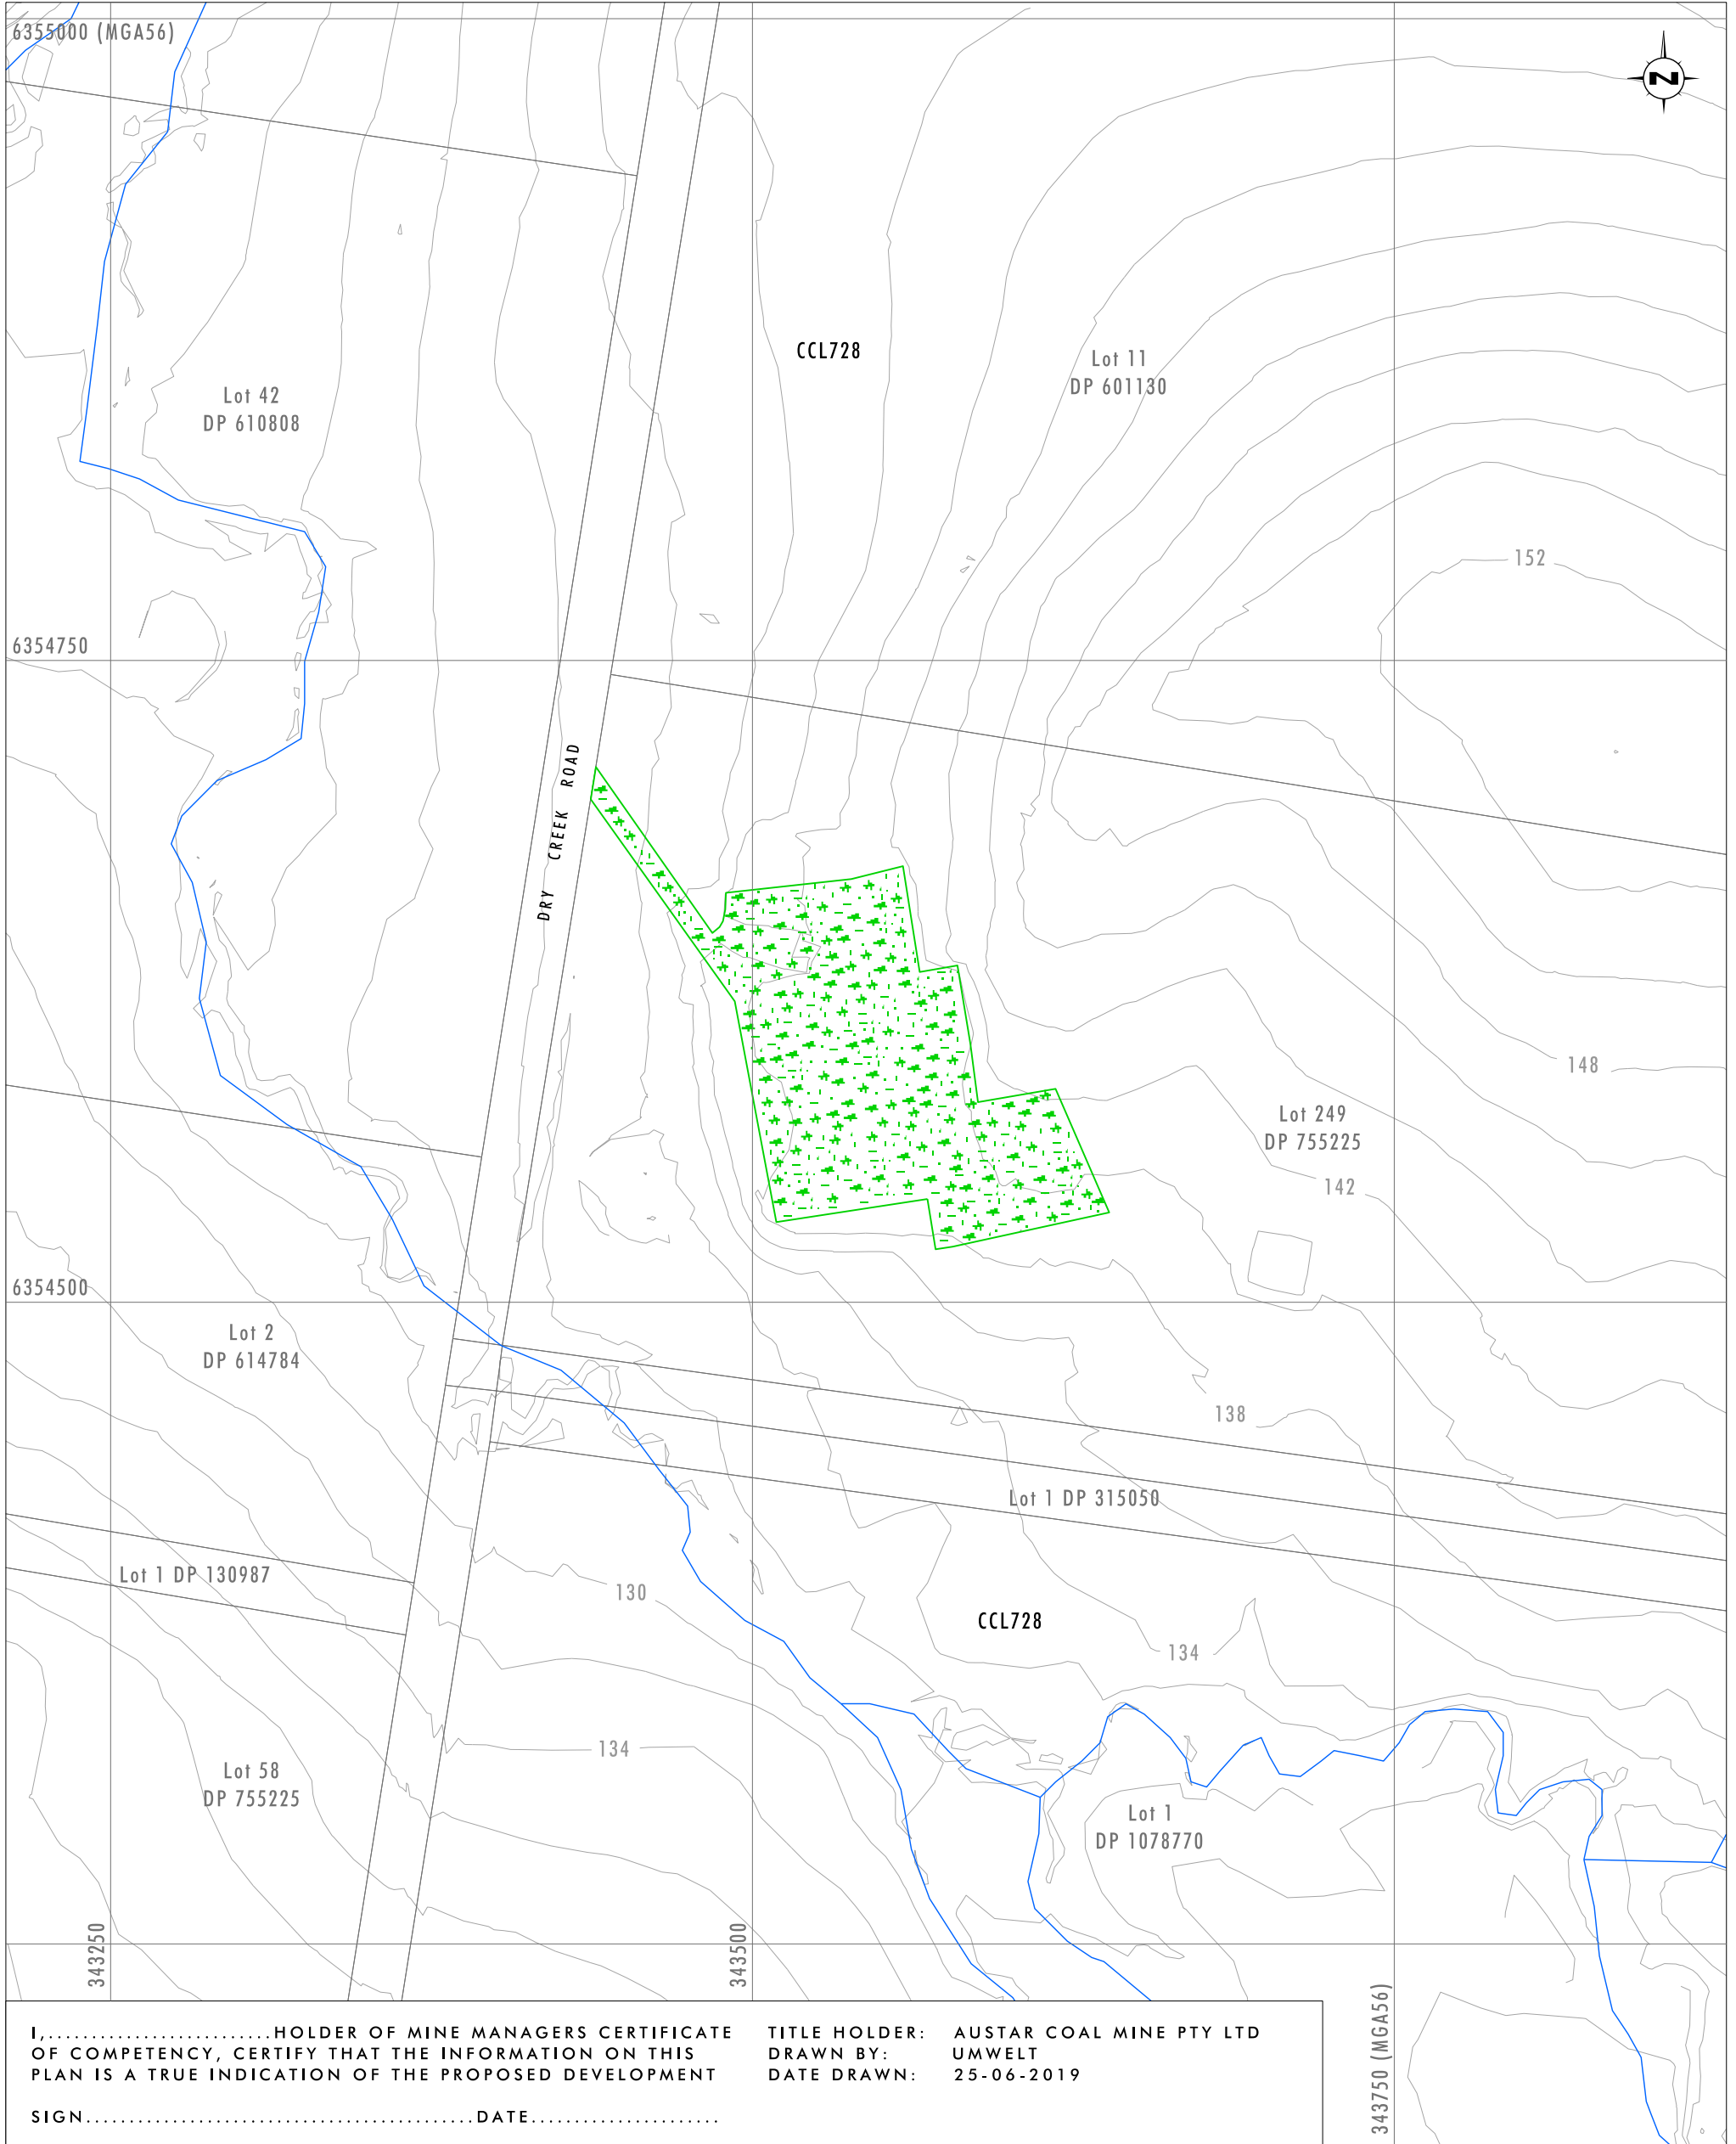 6355000 (MGA56)
N
CCL728
Lot 11
DP 601130
Lot 42
DP 610808
152
6354750
DRY CREEK ROAD
148
Lot 249
DP 755225
142
6354500
Lot 2
DP 614784
138
Lot 1 DP 315050
Lot 1 DP 130987
130
CCL728
134
134
Lot 58
DP 755225
Lot 1
DP 1078770
343250
343500
343750 (MGA56)
I,..........................HOLDER OF MINE MANAGERS CERTIFICATE
OF COMPETENCY, CERTIFY THAT THE INFORMATION ON THIS
PLAN IS A TRUE INDICATION OF THE PROPOSED DEVELOPMENT
SIGN.............................................DATE......................
TITLE HOLDER: AUSTAR COAL MINE PTY LTD
DRAWN BY: UMWELT
DATE DRAWN: 25-06-2019